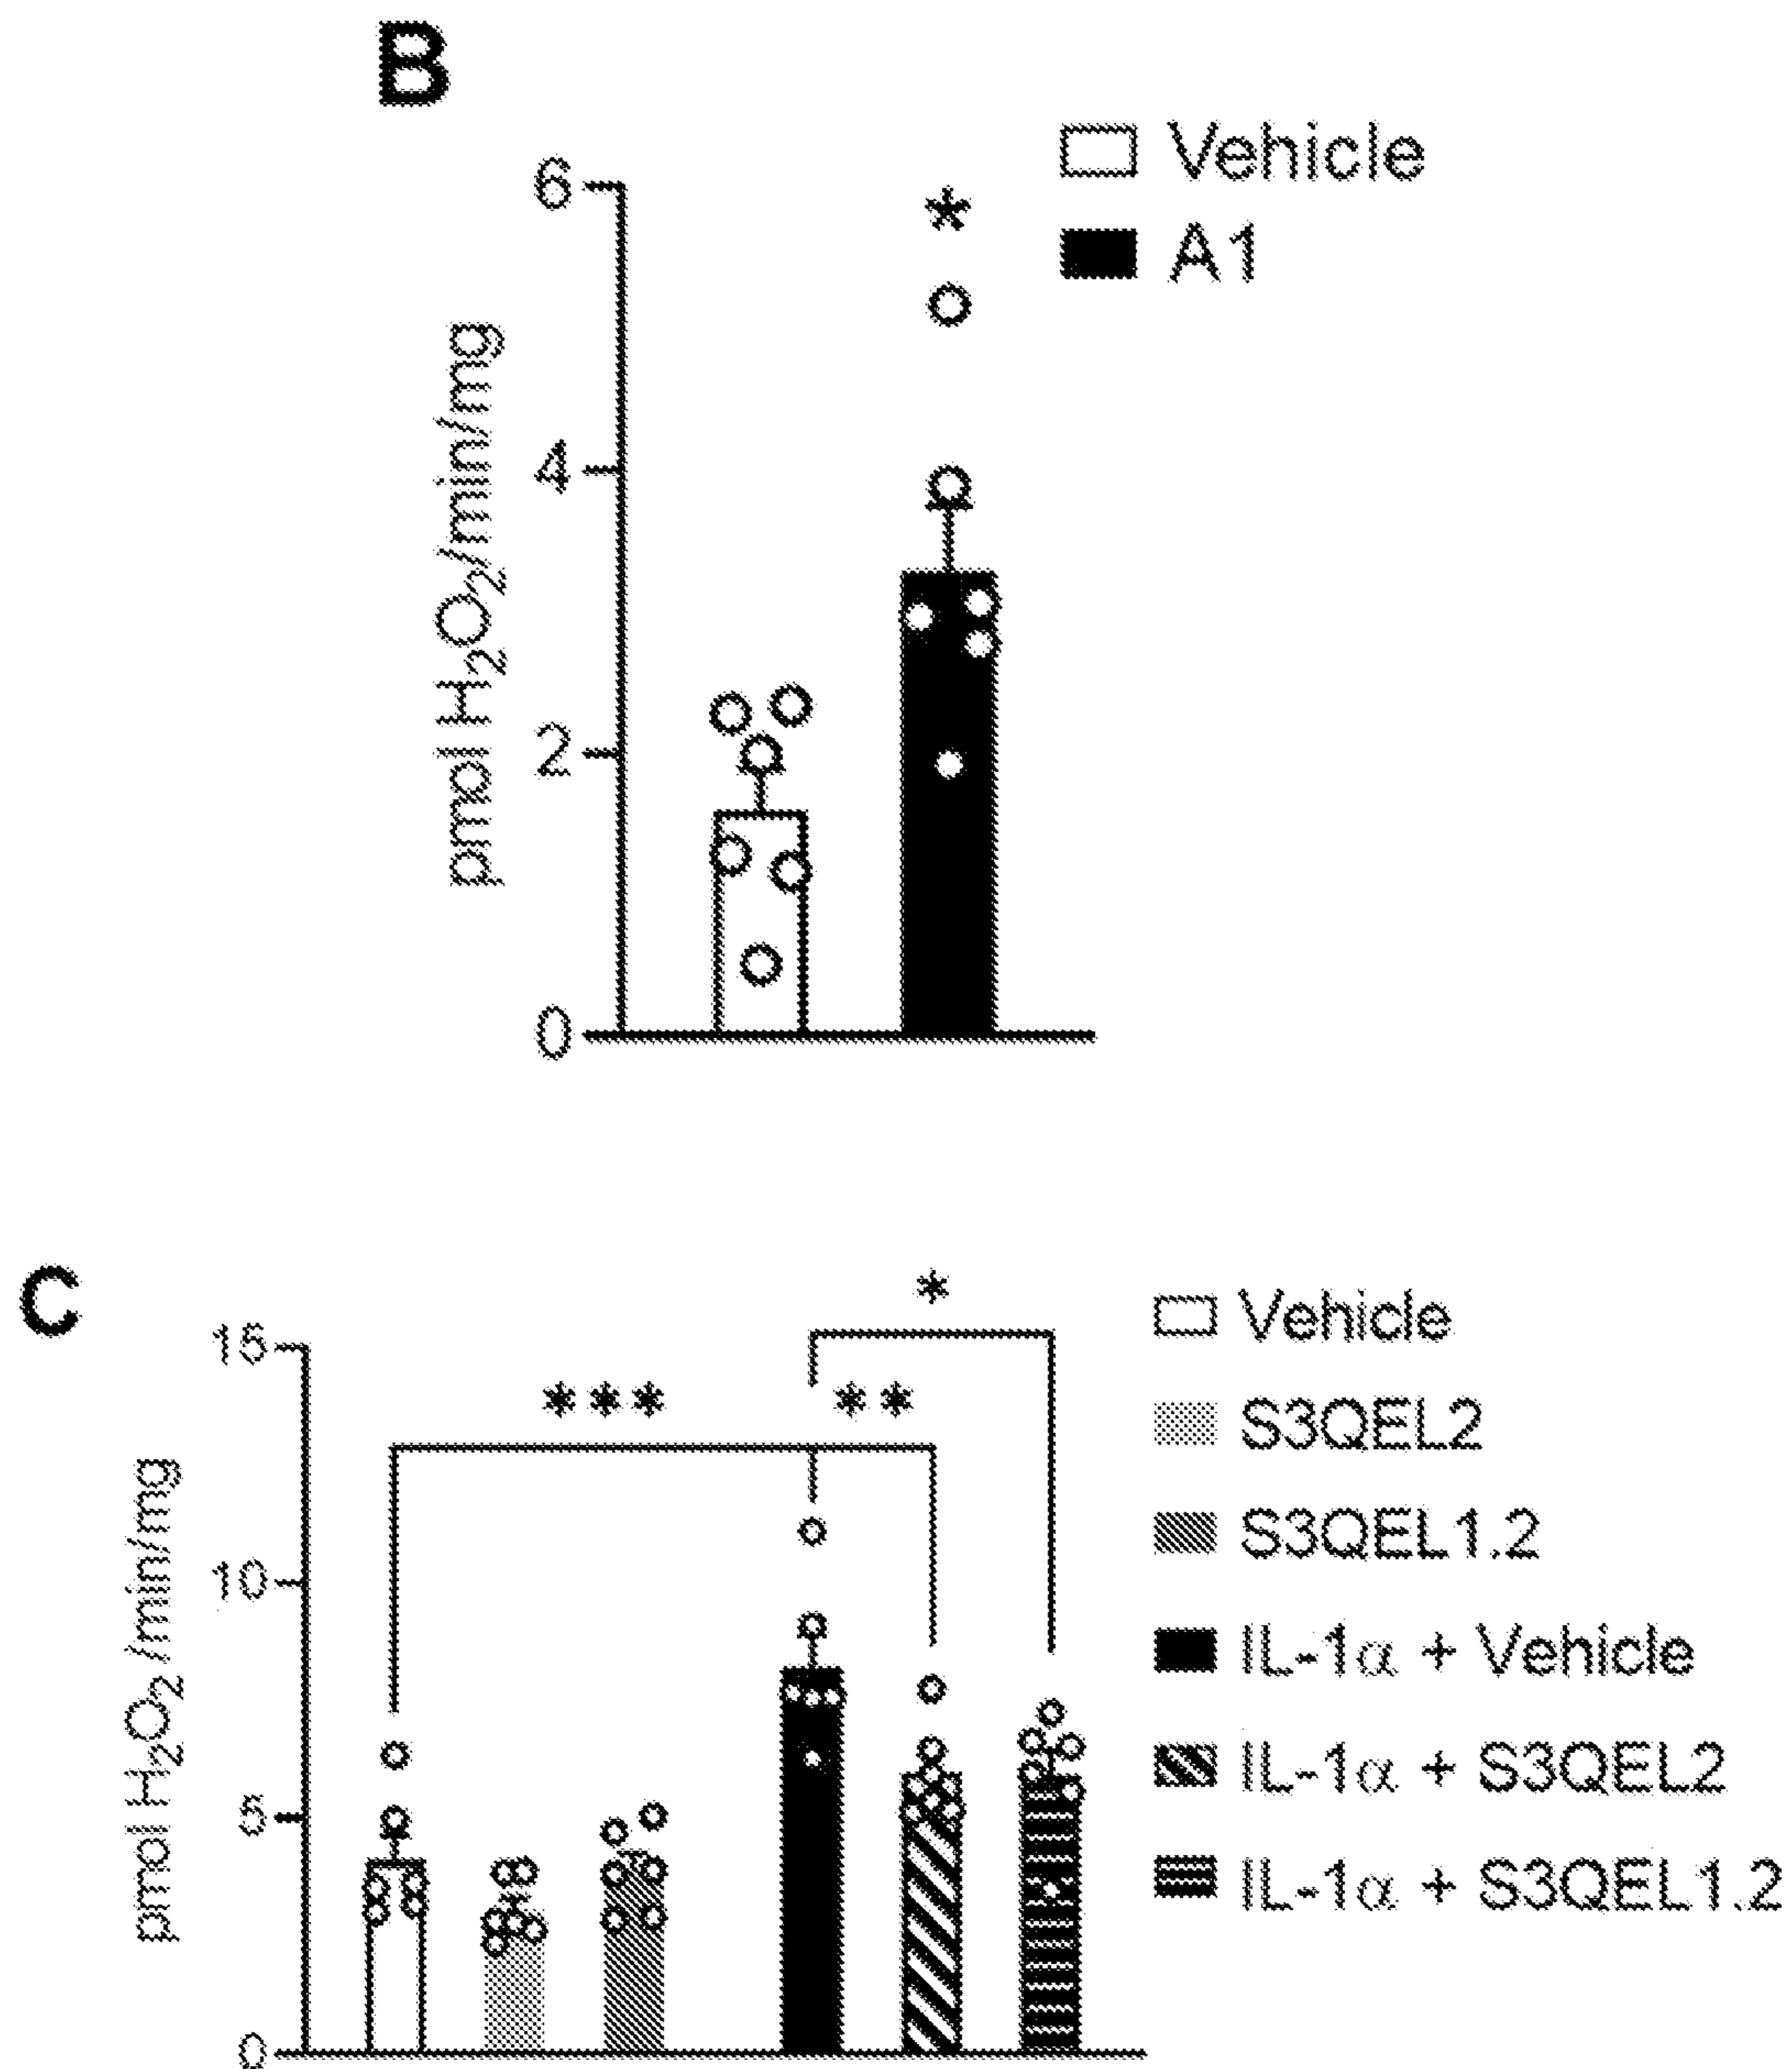 B
Vehicle
A1
6
*
4
2
0
pmol H₂O₂/min/mg
C
*
*** **
15
10
5
0
pmol H₂O₂/min/mg
Vehicle
S3QEL2
S3QEL1.2
IL-1α + Vehicle
IL-1α + S3QEL2
IL-1α + S3QEL1.2